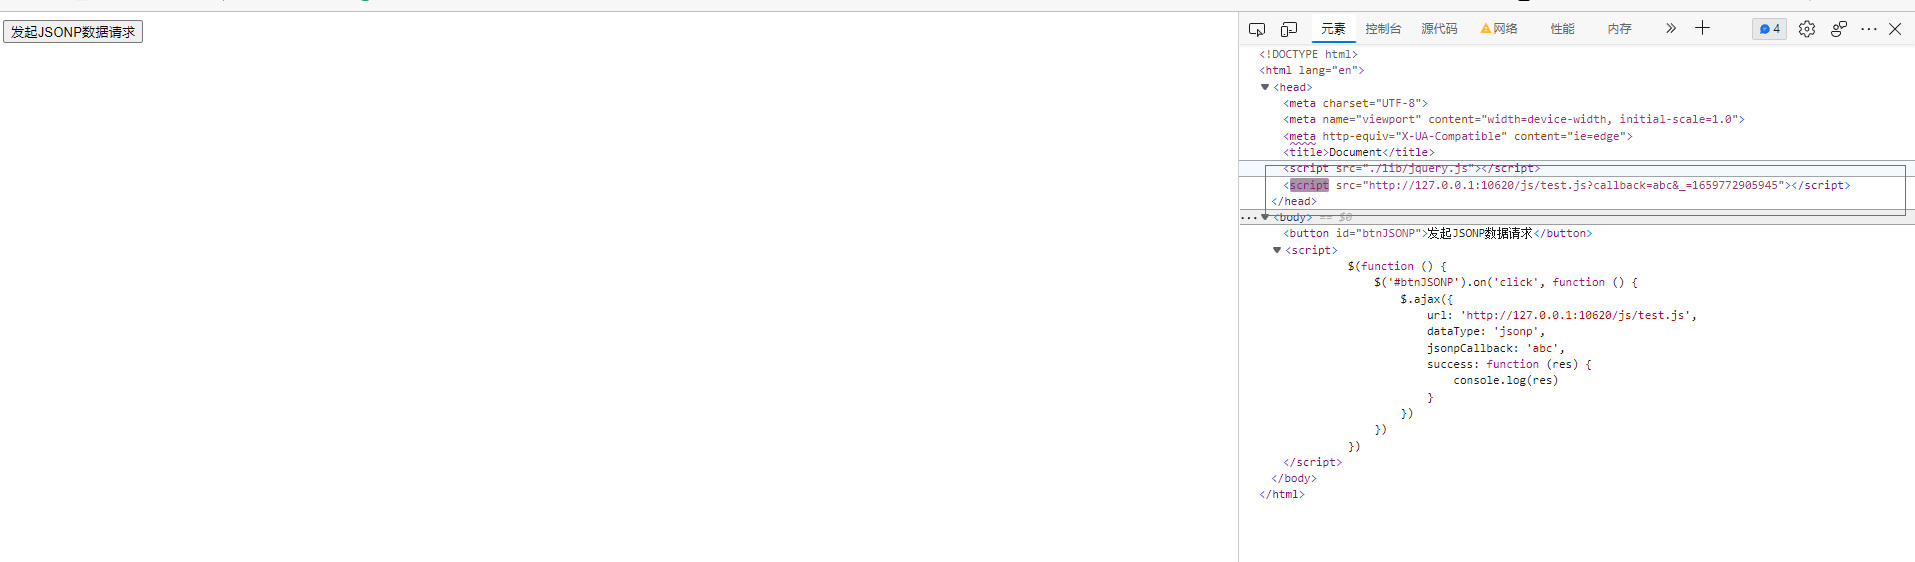 发起JSONP数据请求
元素 控制台 源代码 网络 性能 内存 4
<!DOCTYPE html>
<html lang="en">
<head>
<meta charset="UTF-8">
<meta name="viewport" content="width=device-width, initial-scale=1.0">
<meta http-equiv="X-UA-Compatible" content="ie=edge">
<title>Document</title>
<script src="./lib/jquery.js"></script>
<script src="http://127.0.0.1:10620/js/test.js?callback=abc&_=1659772905945"></script>
</head>
<body> == $0
<button id="btnJSONP">发起JSONP数据请求</button>
<script>
$(function () {
$('#btnJSONP').on('click', function () {
$.ajax({
url: 'http://127.0.0.1:10620/js/test.js',
dataType: 'jsonp',
jsonpCallback: 'abc',
success: function (res) {
console.log(res)
}
})
})
})
</script>
</body>
</html>